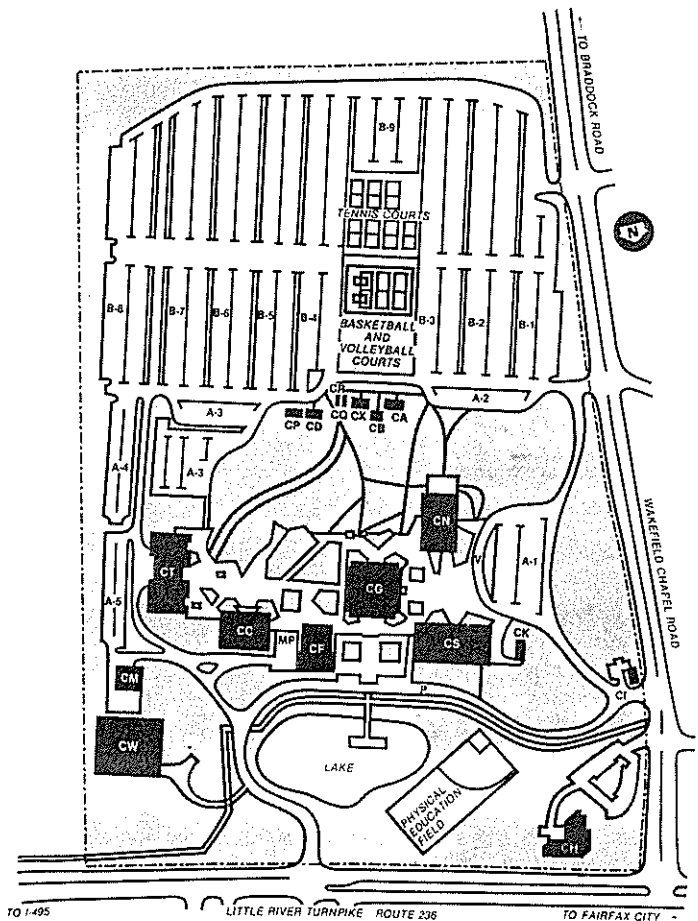 ← TO BRADDOCK ROAD
B-9
TENNIS COURTS
N
B-8
B-7
B-6
B-5
B-4
B-3
B-2
B-1
BASKETBALL
AND
VOLLEYBALL
COURTS
A-3
CR
A-2
CP
CD
CQ
CX
CB
CA
A-4
A-3
CN
WAKEFIELD CHAPEL ROAD
CT
V
A-1
CG
A-5
CC
MP
CF
CS
CK
CM
CI
P
CW
LAKE
PHYSICAL
EDUCATION
FIELD
CH
TO I-495
LITTLE RIVER TURNPIKE ROUTE 236
TO FAIRFAX CITY